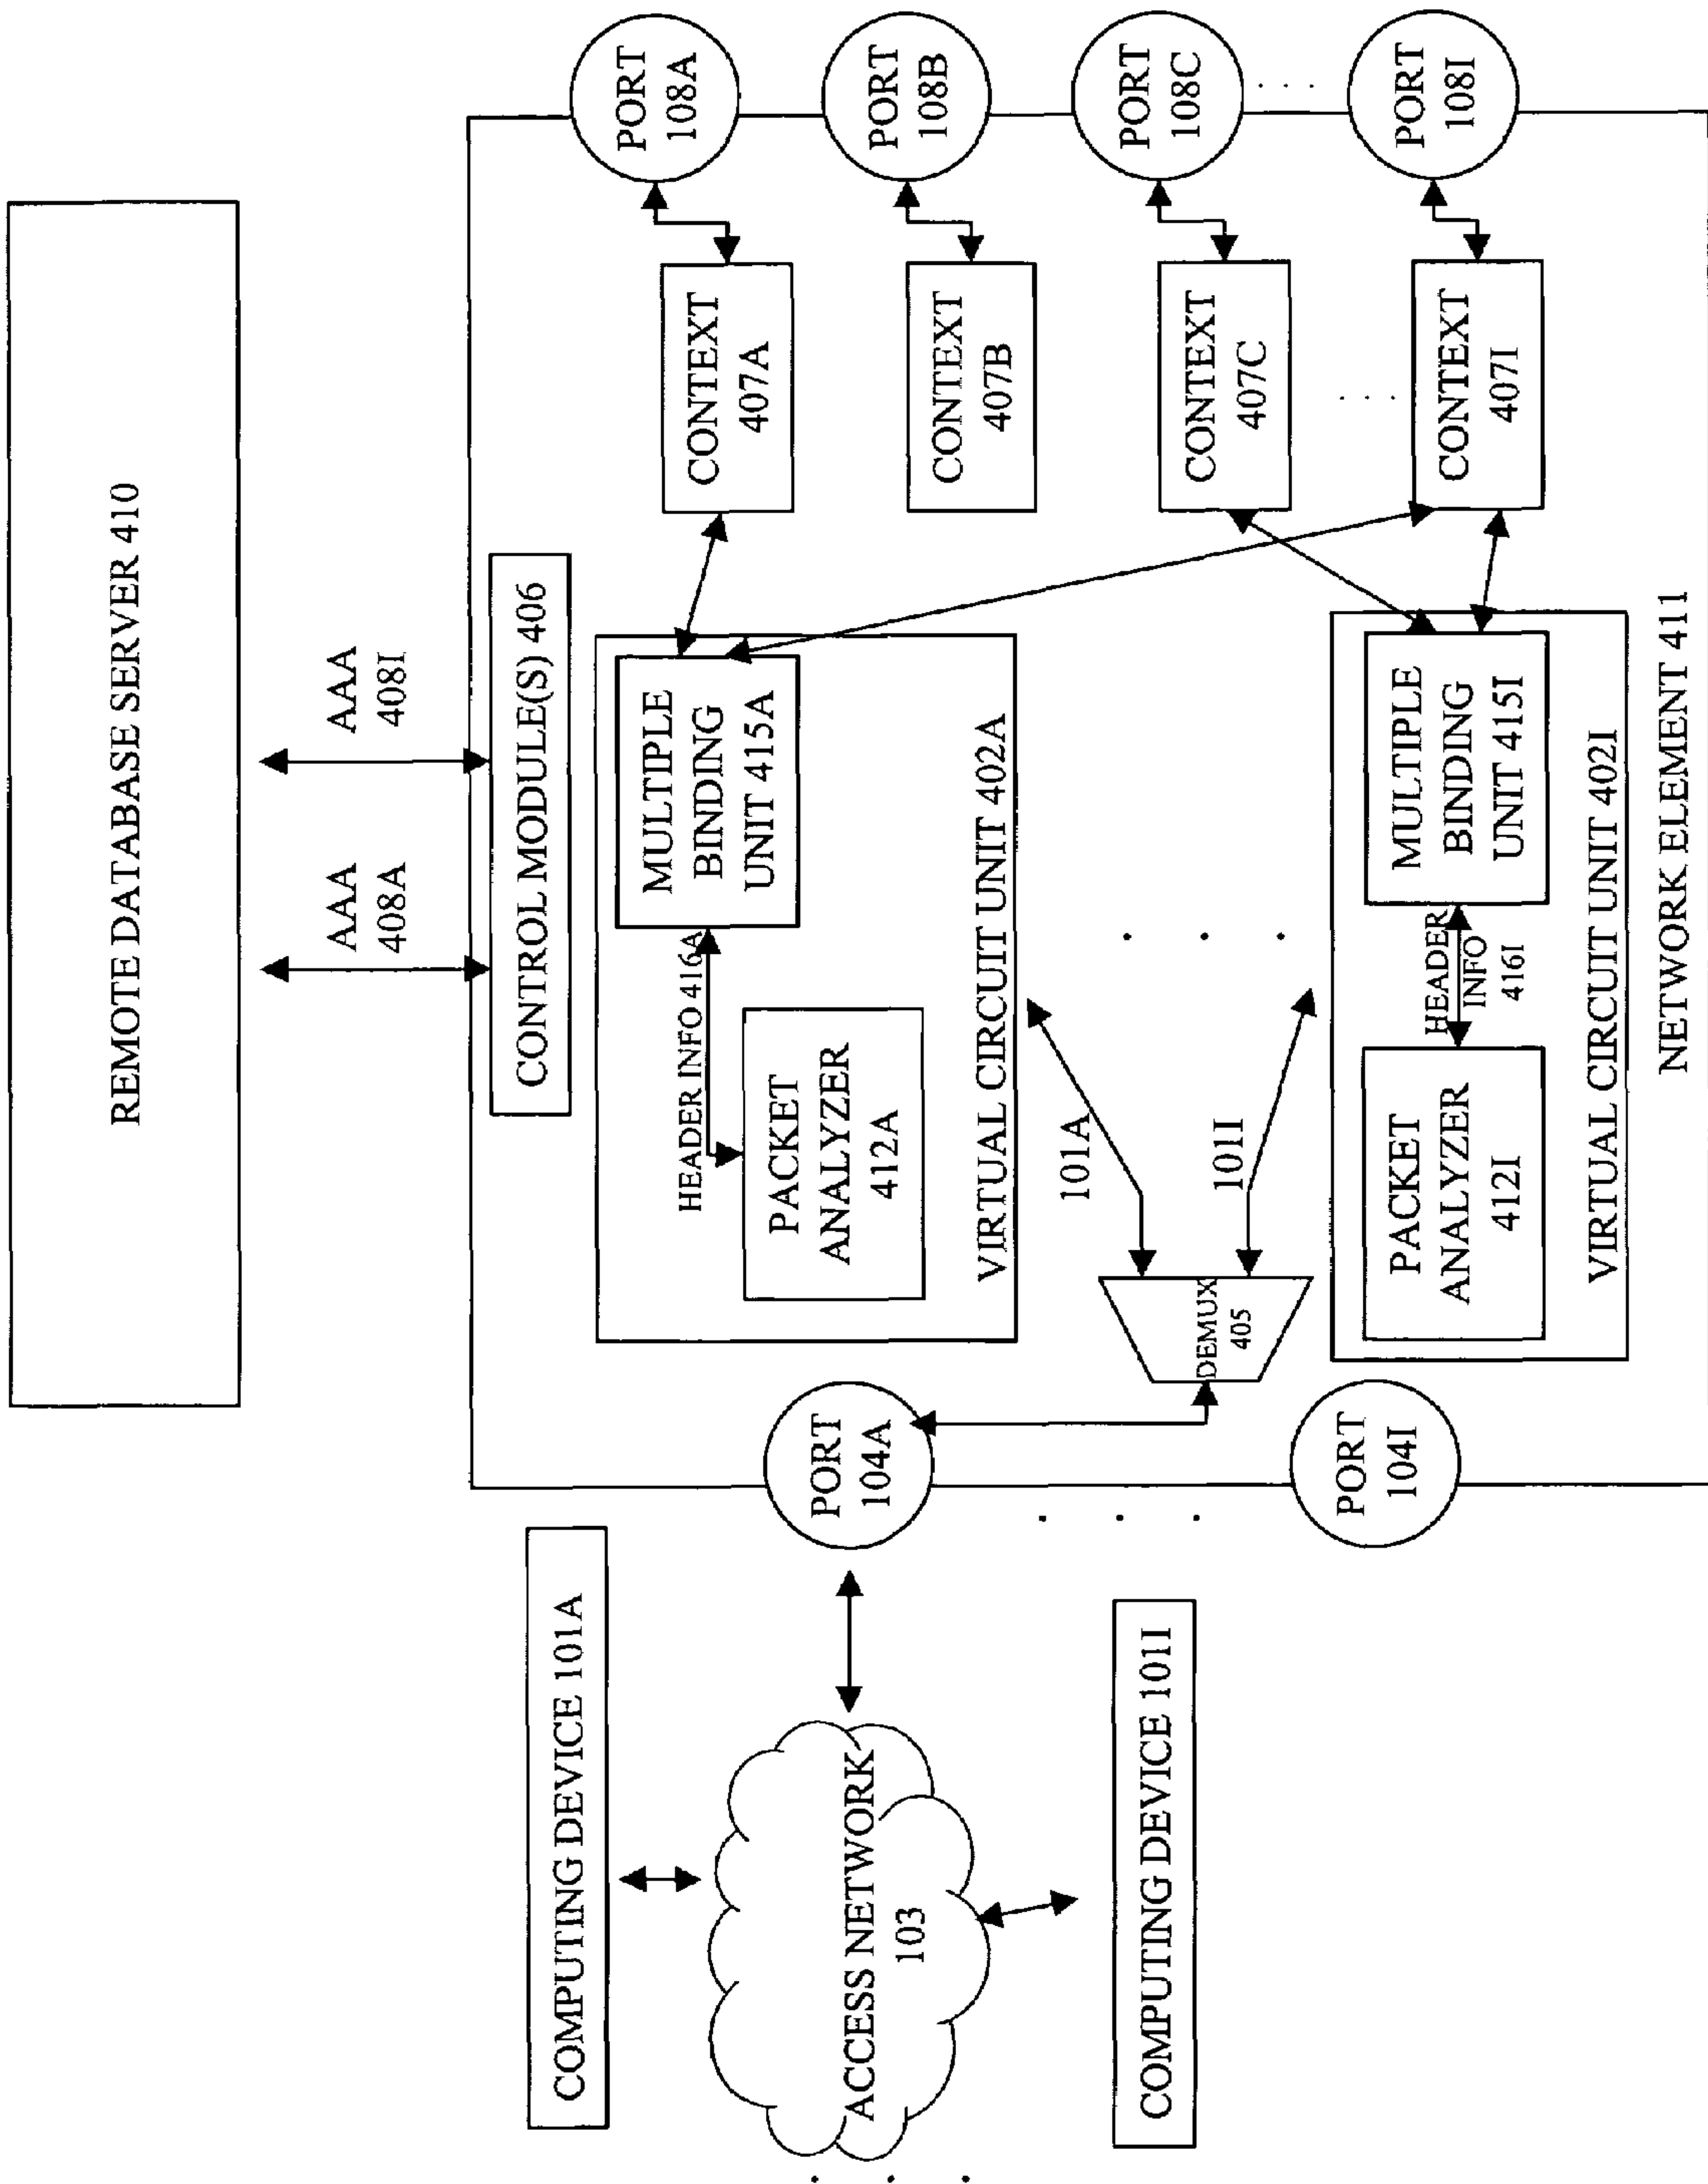 REMOTE DATABASE SERVER 410
AAA
408A
AAA
408I
COMPUTING DEVICE 101A
ACCESS NETWORK
103
COMPUTING DEVICE 101I
CONTROL MODULE(S) 406
PORT
104A
PORT
104I
HEADER INFO 416A
PACKET
ANALYZER
412A
MULTIPLE
BINDING
UNIT 415A
VIRTUAL CIRCUIT UNIT 402A
DEMUX
405
101A
101I
PACKET
ANALYZER
412I
HEADER
INFO
416I
MULTIPLE
BINDING
UNIT 415I
VIRTUAL CIRCUIT UNIT 402I
NETWORK ELEMENT 411
CONTEXT
407A
CONTEXT
407B
CONTEXT
407C
CONTEXT
407I
PORT
108A
PORT
108B
PORT
108C
PORT
108I